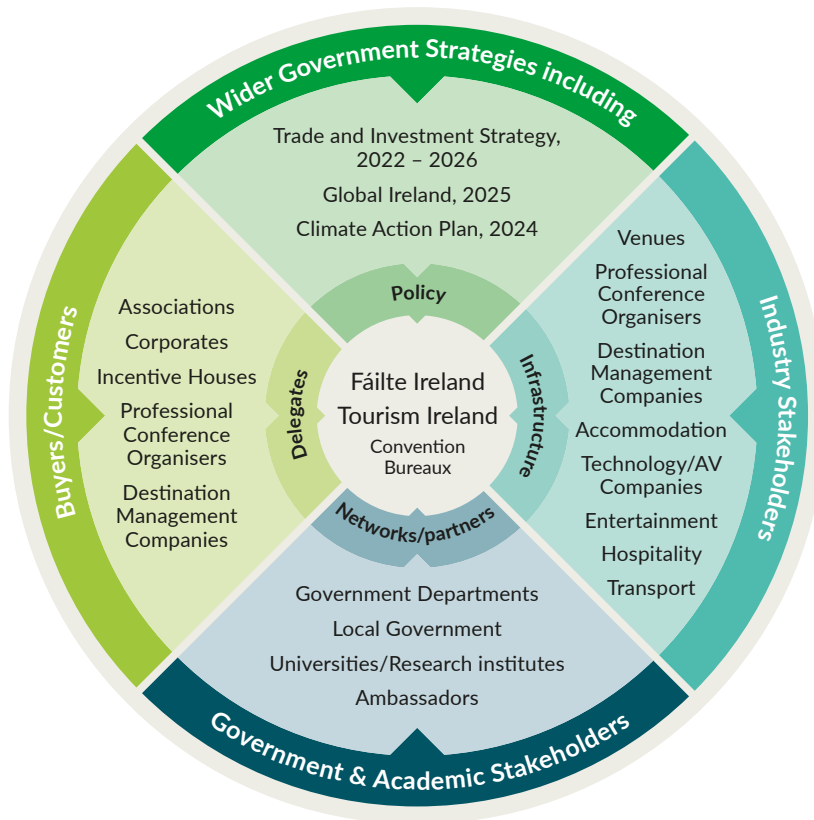 Wider Government Strategies including
Trade and Investment Strategy,
2022 – 2026
Global Ireland, 2025
Climate Action Plan, 2024
Policy
Buyers/Customers
Associations
Corporates
Incentive Houses
Professional
Conference
Organisers
Destination
Management
Companies
Delegates
Fáilte Ireland
Tourism Ireland
Convention
Bureaux
Infrastructure
Venues
Professional
Conference
Organisers
Destination
Management
Companies
Accommodation
Technology/AV
Companies
Entertainment
Hospitality
Transport
Industry Stakeholders
Networks/partners
Government Departments
Local Government
Universities/Research institutes
Ambassadors
Government & Academic Stakeholders